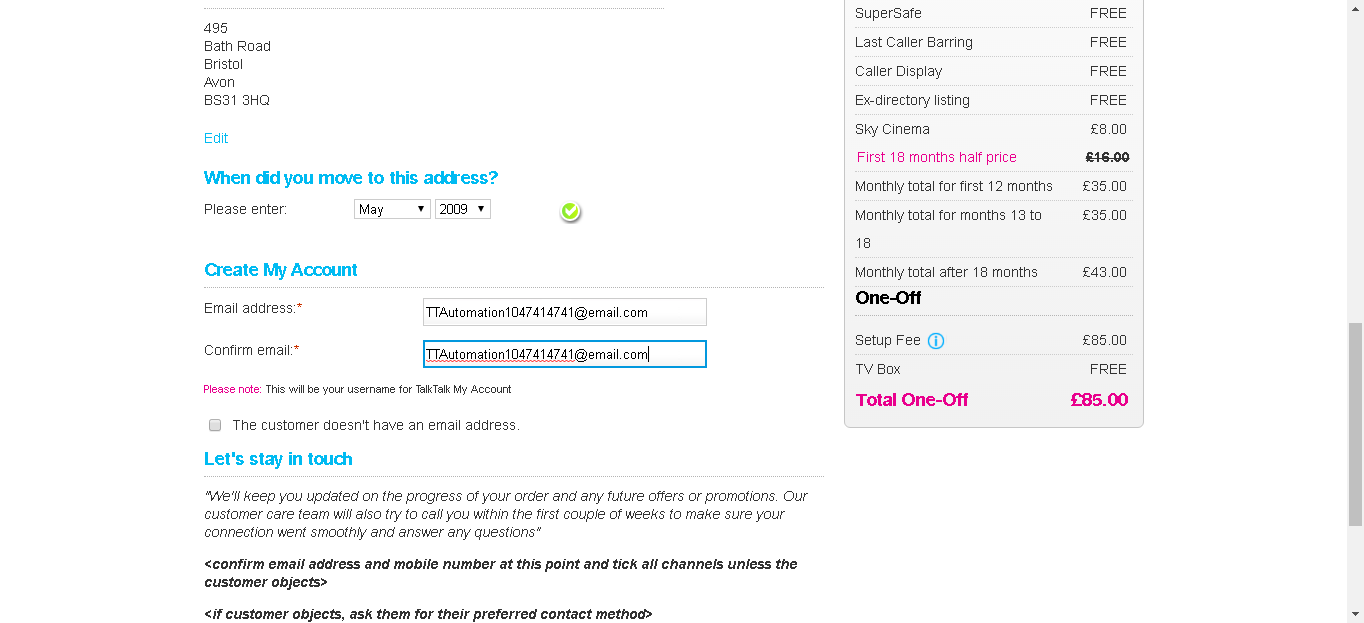 495
Bath Road
Bristol
Avon
BS31 3HQ
Edit
When did you move to this address?
Please enter: May 2009
Create My Account
Email address:* TTAutomation1047414741@email.com
Confirm email:* TTAutomation1047414741@email.com
Please note: This will be your username for TalkTalk My Account
The customer doesn't have an email address.
Let's stay in touch
"We'll keep you updated on the progress of your order and any future offers or promotions. Our
customer care team will also try to call you within the first couple of weeks to make sure your
connection went smoothly and answer any questions"
<confirm email address and mobile number at this point and tick all channels unless the
customer objects>
<if customer objects, ask them for their preferred contact method>
SuperSafe FREE
Last Caller Barring FREE
Caller Display FREE
Ex-directory listing FREE
Sky Cinema £8.00
First 18 months half price £16.00
Monthly total for first 12 months £35.00
Monthly total for months 13 to £35.00
18
Monthly total after 18 months £43.00
One-Off
Setup Fee £85.00
TV Box FREE
Total One-Off £85.00